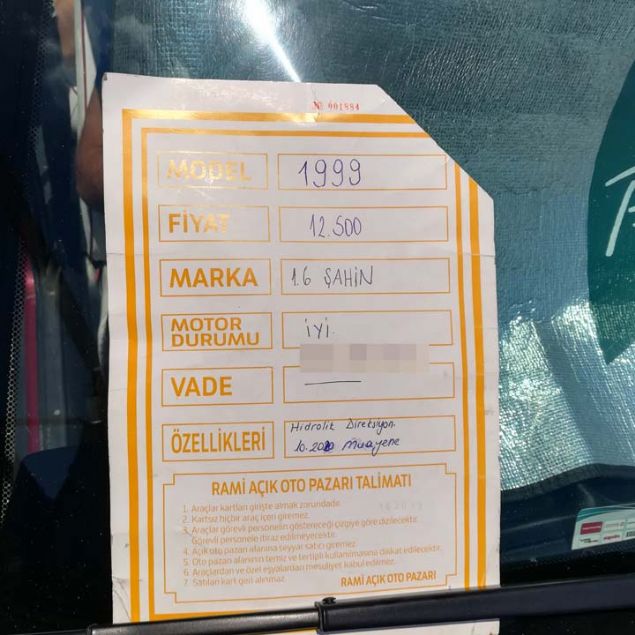 № 001884
MODEL 1999
FİYAT 12.500
MARKA 1.6 ŞAHİN
MOTOR DURUMU İYİ.
VADE —
ÖZELLİKLERİ Hidrolik Direksiyon.
10.2020 muayene
RAMİ AÇIK OTO PAZARI TALİMATI
1. Araçlar kartları girişte almak zorundadır.
2. Kartsız hiçbir araç içeri giremez.
3. Araçlar görevli personelin göstereceği çizgiye göre dizilecektir.
Görevli personele itiraz edilmeyecektir.
4. Açık oto pazarı alanına seyyar satıcı giremez.
5. Oto pazarı alanının temiz ve tertipli kullanılmasına dikkat edilecektir.
6. Araçlardan ve özel eşyalardan mesuliyet kabul edilmez.
7. Satılan kart geri alınmaz.
RAMİ AÇIK OTO PAZARI